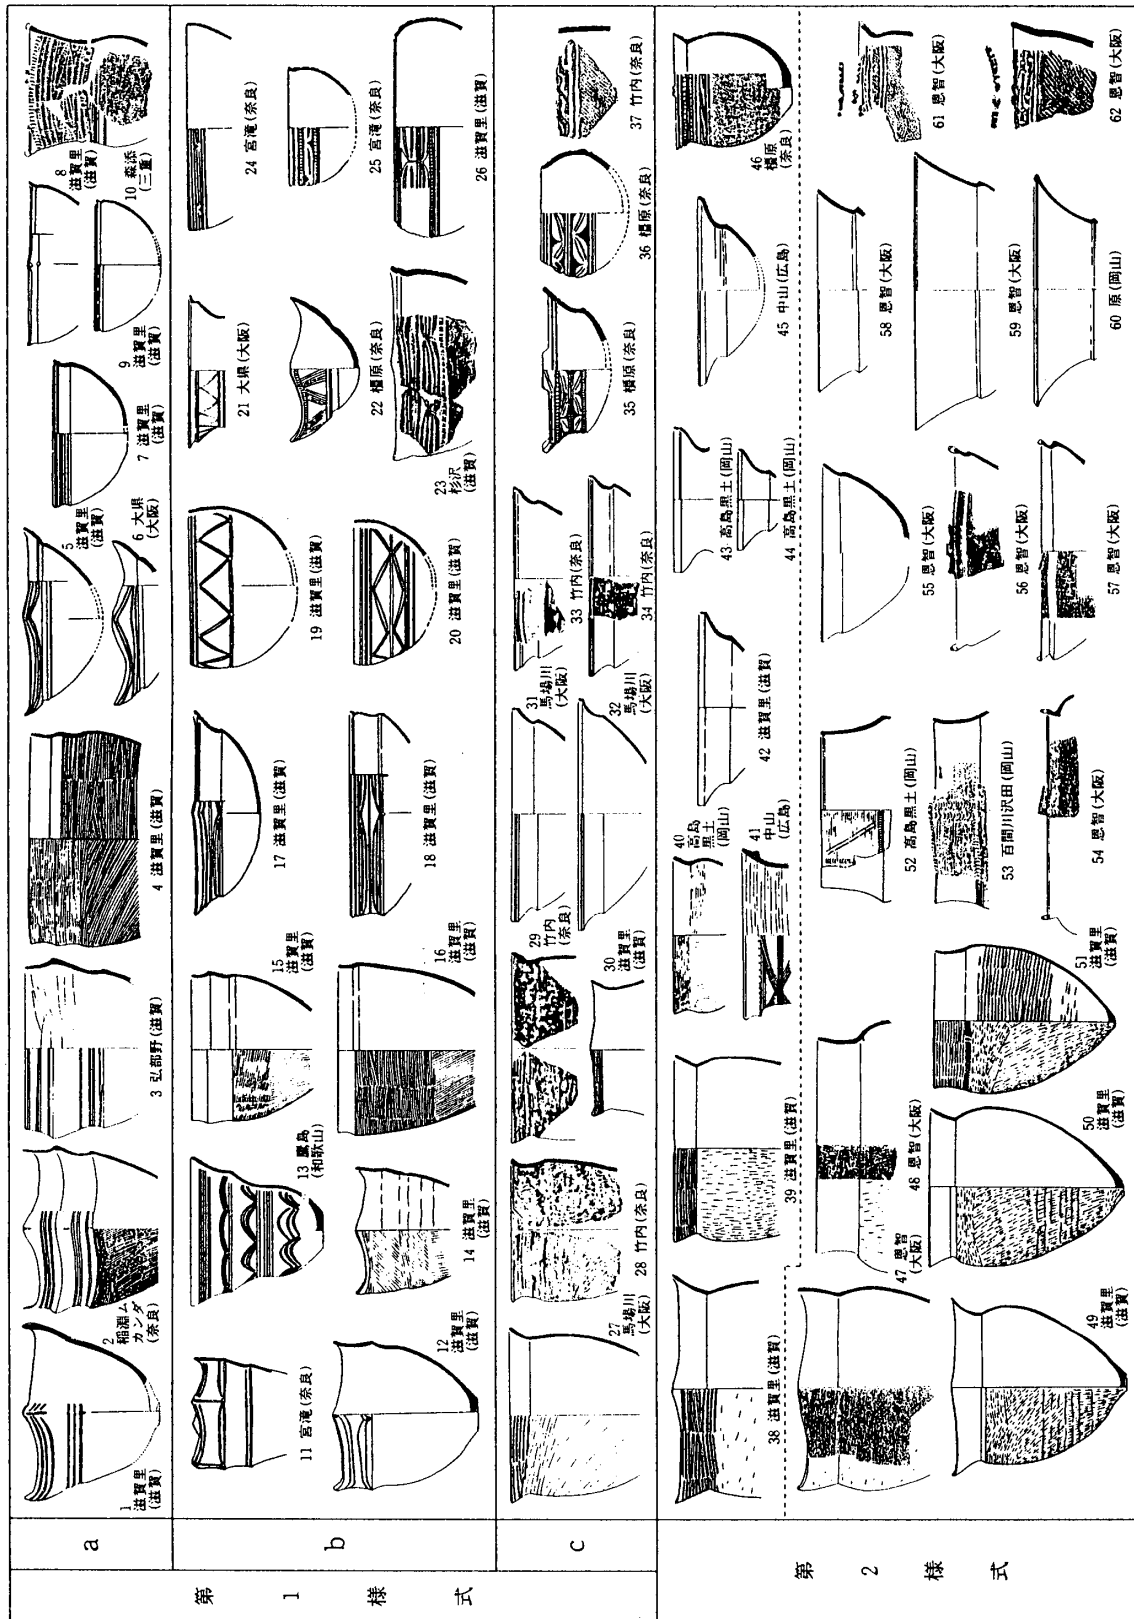 第1様式
a
1 滋賀里(滋賀)
2 稲淵ムカンダ(奈良)
3 弘部野(滋賀)
4 滋賀里(滋賀)
5 滋賀里(滋賀)
6 大県(大阪)
7 滋賀里(滋賀)
8 滋賀里(滋賀)
9 滋賀里(滋賀)
10 森添(三重)
b
11 宮滝(奈良)
12 滋賀里(滋賀)
13 鷹島(和歌山)
14 滋賀里(滋賀)
15 滋賀里(滋賀)
16 滋賀里(滋賀)
17 滋賀里(滋賀)
18 滋賀里(滋賀)
19 滋賀里(滋賀)
20 滋賀里(滋賀)
21 大県(大阪)
22 橿原(奈良)
23 杉沢(滋賀)
24 宮滝(奈良)
25 宮滝(奈良)
26 滋賀里(滋賀)
c
27 馬場川(大阪)
28 竹内(奈良)
29 竹内(奈良)
30 滋賀里(滋賀)
31 馬場川(大阪)
32 馬場川(大阪)
33 竹内(奈良)
34 竹内(奈良)
35 橿原(奈良)
36 橿原(奈良)
37 竹内(奈良)
第2様式
38 滋賀里(滋賀)
39 滋賀里(滋賀)
40 高島黒土(岡山)
41 中山(広島)
42 滋賀里(滋賀)
43 高島黒土(岡山)
44 高島黒土(岡山)
45 中山(広島)
46 橿原(奈良)
47 恩智(大阪)
48 恩智(大阪)
49 滋賀里(滋賀)
50 滋賀里(滋賀)
51 滋賀里(滋賀)
52 高島黒土(岡山)
53 百間川沢田(岡山)
54 恩智(大阪)
55 恩智(大阪)
56 恩智(大阪)
57 恩智(大阪)
58 恩智(大阪)
59 恩智(大阪)
60 原(岡山)
61 恩智(大阪)
62 恩智(大阪)